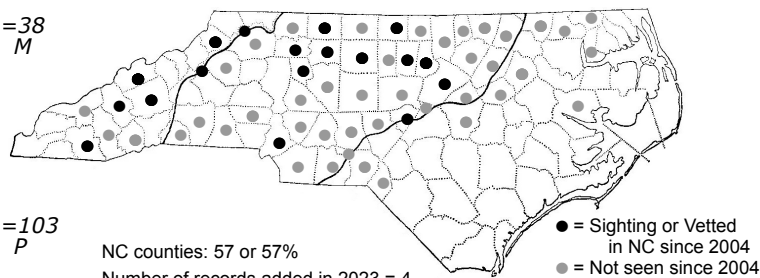 =38
M
=103
P
NC counties: 57 or 57%
● = Sighting or Vetted
in NC since 2004
● = Not seen since 2004